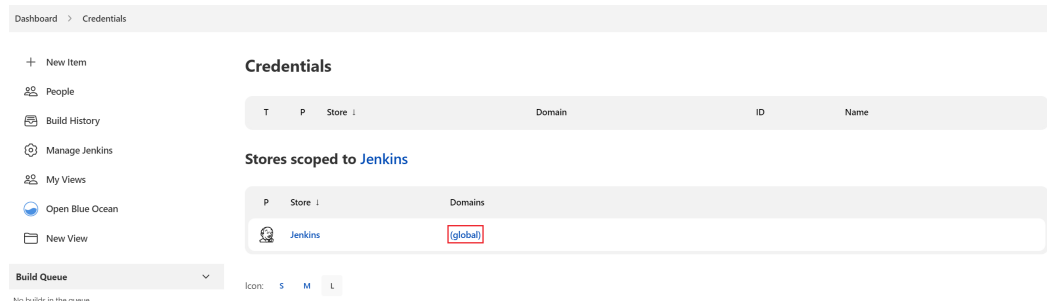 Dashboard > Credentials
+ New Item
People
Build History
Manage Jenkins
My Views
Open Blue Ocean
New View
Build Queue
No builds in the queue
Credentials
T P Store ↓ Domain ID Name
Stores scoped to Jenkins
P Store ↓ Domains
Jenkins (global)
Icon: S M L